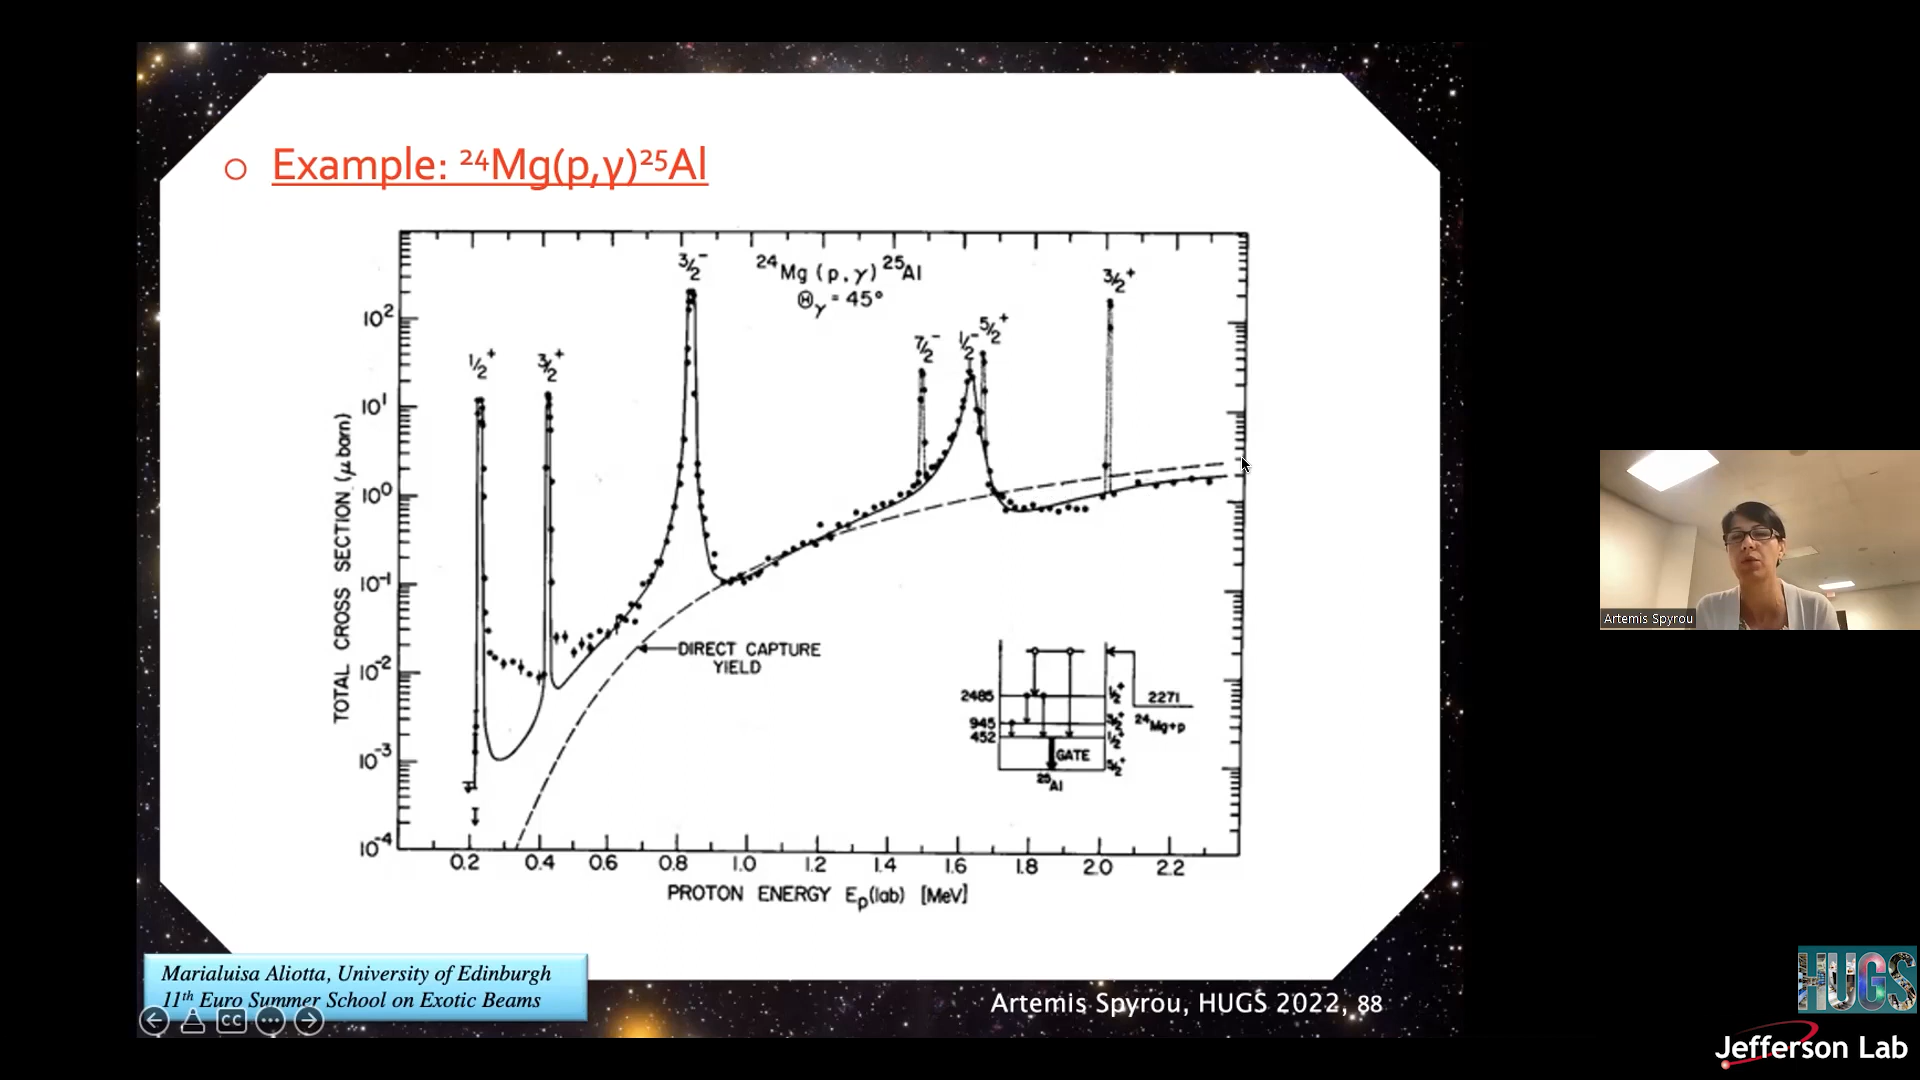 Example: ²⁴Mg(p,γ)²⁵Al
²⁴Mg (p,γ) ²⁵Al
Θγ = 45°
1/2⁺
3/2⁺
3/2⁻
7/2⁻
1/2⁻
5/2⁺
3/2⁺
TOTAL CROSS SECTION (μbarn)
10²
10¹
10⁰
10⁻¹
10⁻²
10⁻³
10⁻⁴
DIRECT CAPTURE
YIELD
2485
945
452
1/2⁺
3/2⁺
1/2⁺
5/2⁺
2271
²⁴Mg+p
GATE
²⁵Al
0.2 0.4 0.6 0.8 1.0 1.2 1.4 1.6 1.8 2.0 2.2
PROTON ENERGY Ep(lab) [MeV]
Marialuisa Aliotta, University of Edinburgh
11th Euro Summer School on Exotic Beams
CC
Artemis Spyrou, HUGS 2022, 88
Artemis Spyrou
HUGS
Jefferson Lab